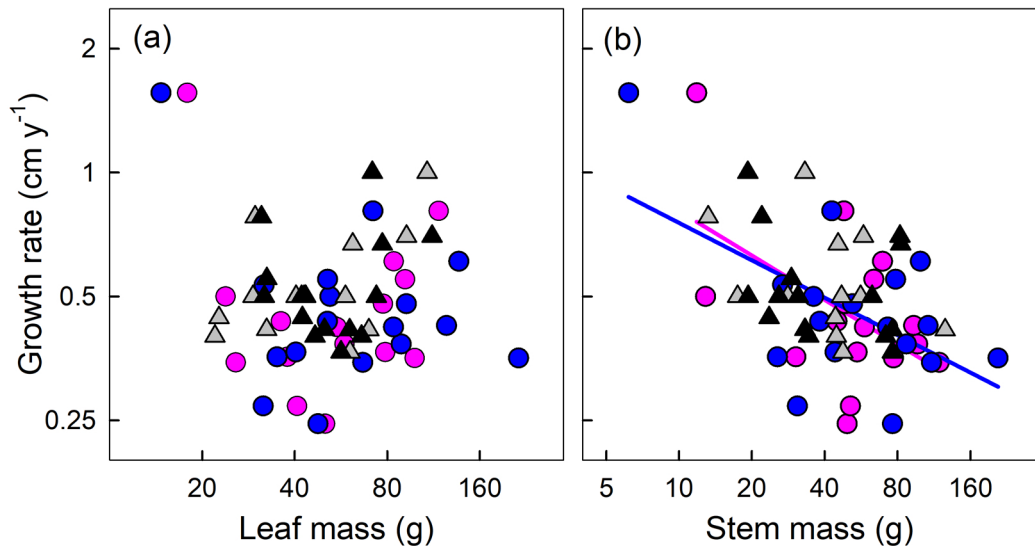 (a)
(b)
Growth rate (cm y⁻¹)
2
1
0.5
0.25
20 40 80 160
5 10 20 40 80 160
Leaf mass (g)
Stem mass (g)